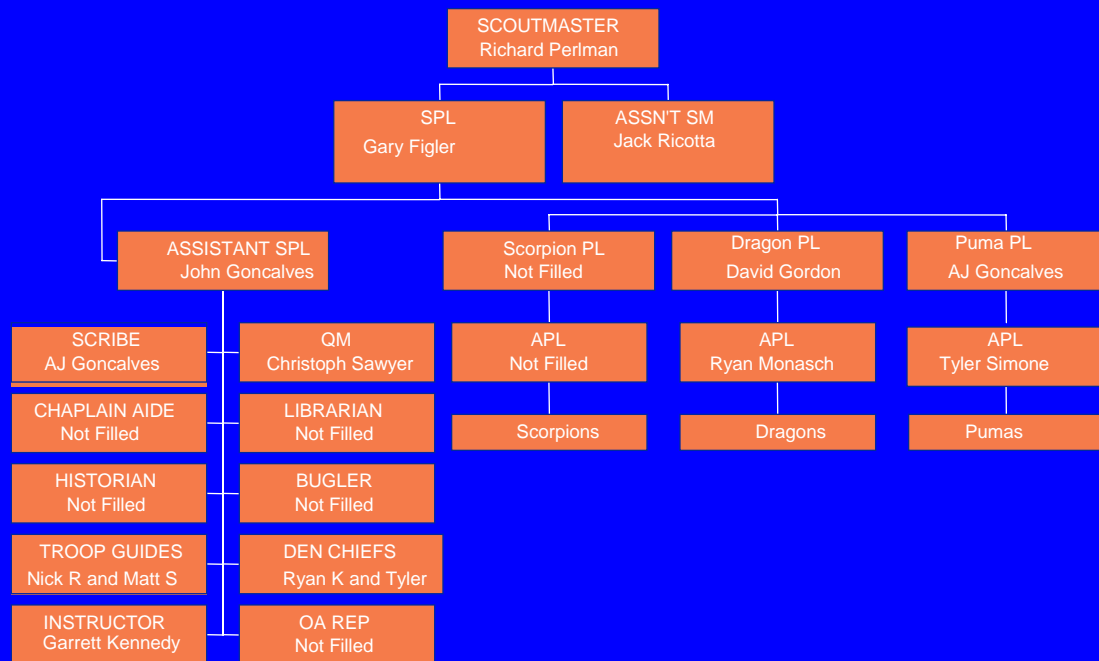 SCOUTMASTER
Richard Perlman
SPL
Gary Figler
ASSN'T SM
Jack Ricotta
ASSISTANT SPL
John Goncalves
Scorpion PL
Not Filled
Dragon PL
David Gordon
Puma PL
AJ Goncalves
SCRIBE
AJ Goncalves
QM
Christoph Sawyer
APL
Not Filled
APL
Ryan Monasch
APL
Tyler Simone
CHAPLAIN AIDE
Not Filled
LIBRARIAN
Not Filled
Scorpions
Dragons
Pumas
HISTORIAN
Not Filled
BUGLER
Not Filled
TROOP GUIDES
Nick R and Matt S
DEN CHIEFS
Ryan K and Tyler
INSTRUCTOR
Garrett Kennedy
OA REP
Not Filled